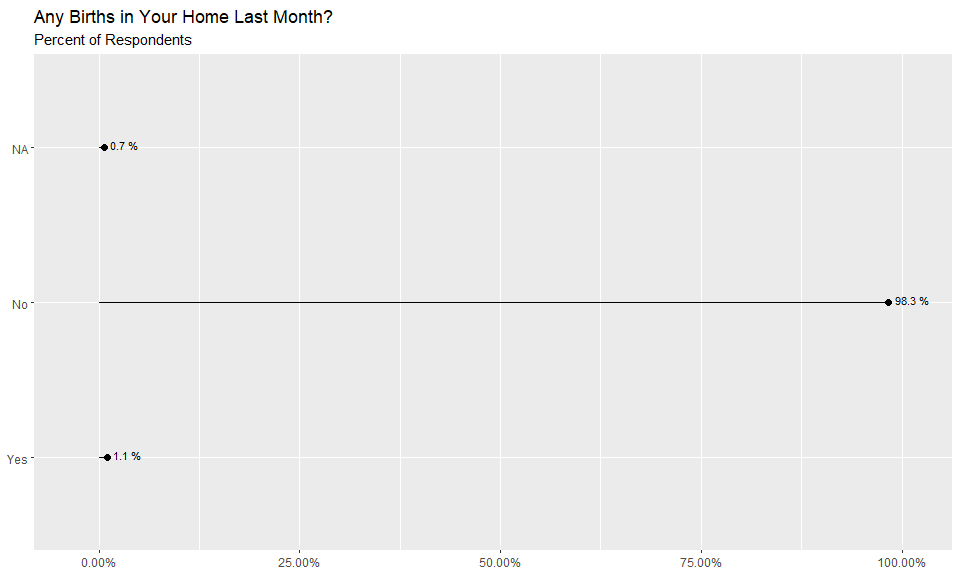 Any Births in Your Home Last Month?
Percent of Respondents
NA
0.7 %
No
98.3 %
Yes
1.1 %
0.00% 25.00% 50.00% 75.00% 100.00%